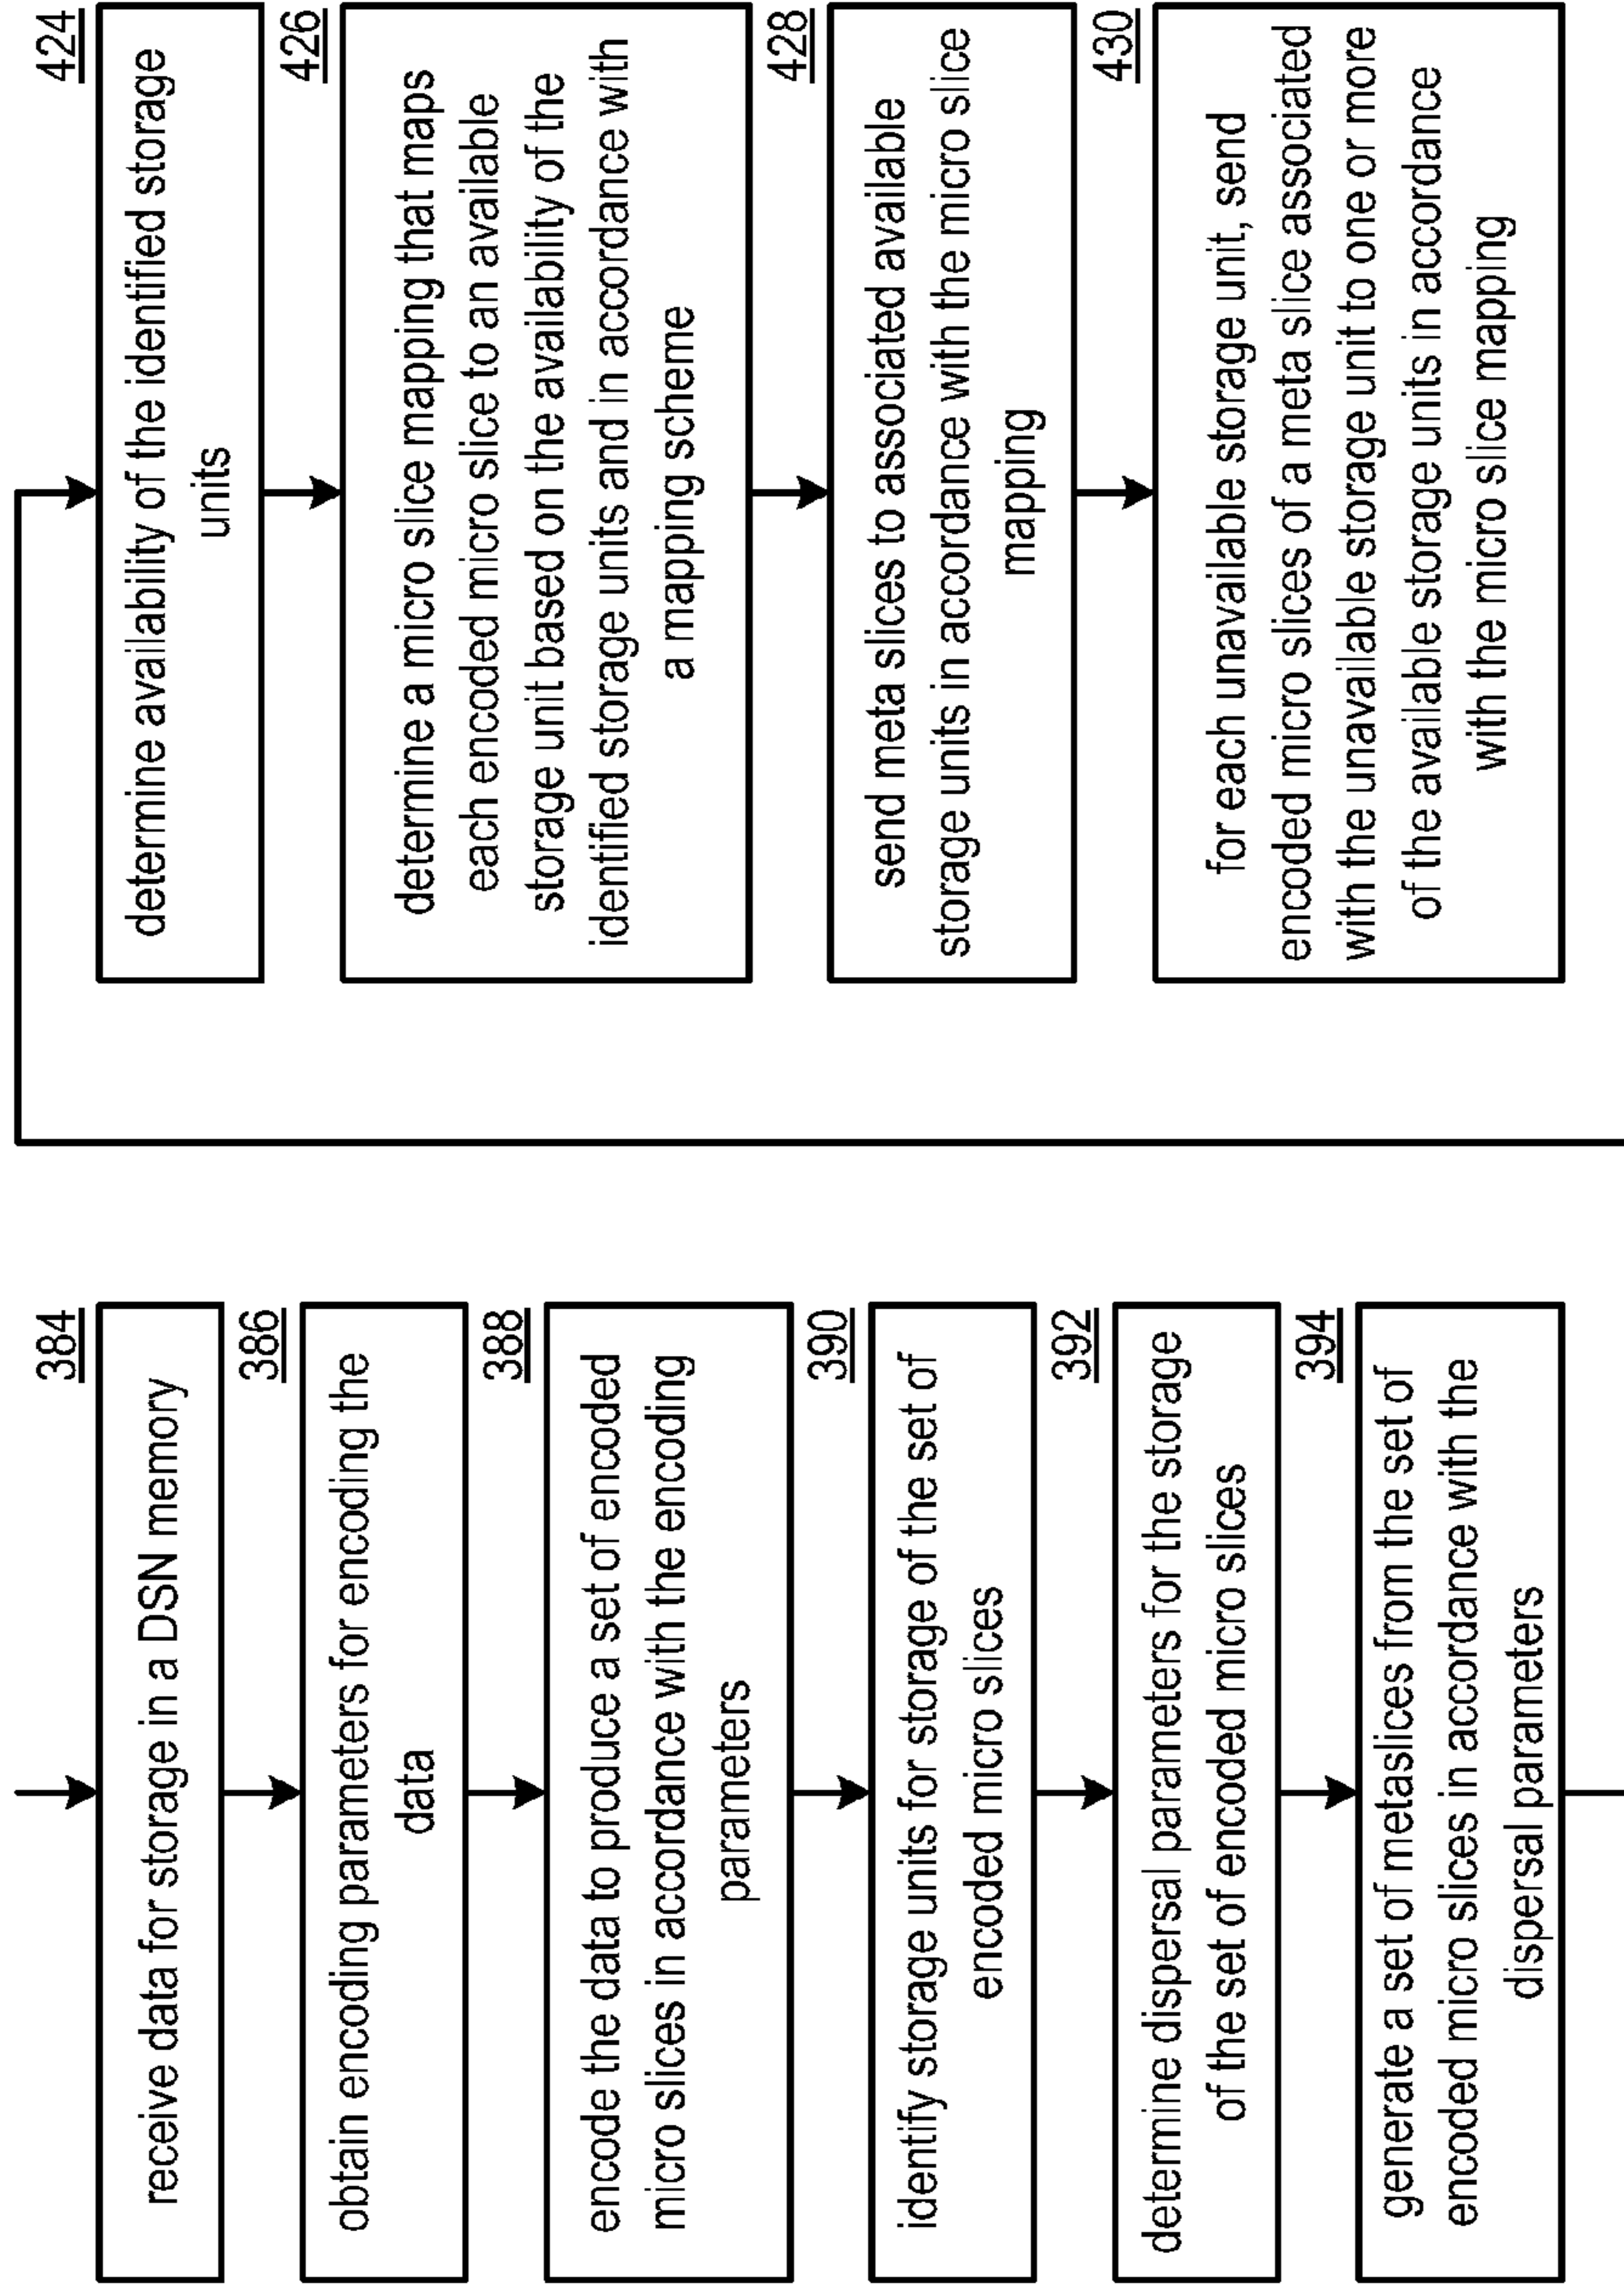 384
receive data for storage in a DSN memory
386
obtain encoding parameters for encoding the
data
388
encode the data to produce a set of encoded
micro slices in accordance with the encoding
parameters
390
identify storage units for storage of the set of
encoded micro slices
392
determine dispersal parameters for the storage
of the set of encoded micro slices
394
generate a set of metaslices from the set of
encoded micro slices in accordance with the
dispersal parameters
424
determine availability of the identified storage
units
426
determine a micro slice mapping that maps
each encoded micro slice to an available
storage unit based on the availability of the
identified storage units and in accordance with
a mapping scheme
428
send meta slices to associated available
storage units in accordance with the micro slice
mapping
430
for each unavailable storage unit, send
encoded micro slices of a meta slice associated
with the unavailable storage unit to one or more
of the available storage units in accordance
with the micro slice mapping